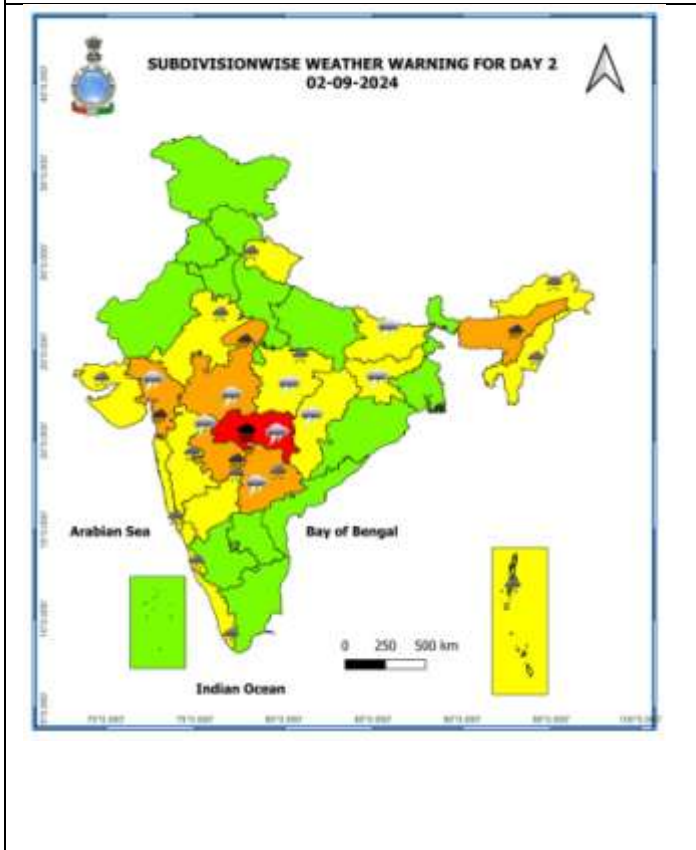 SUBDIVISIONWISE WEATHER WARNING FOR DAY 2
02-09-2024
Arabian Sea
Bay of Bengal
0 250 500 km
Indian Ocean